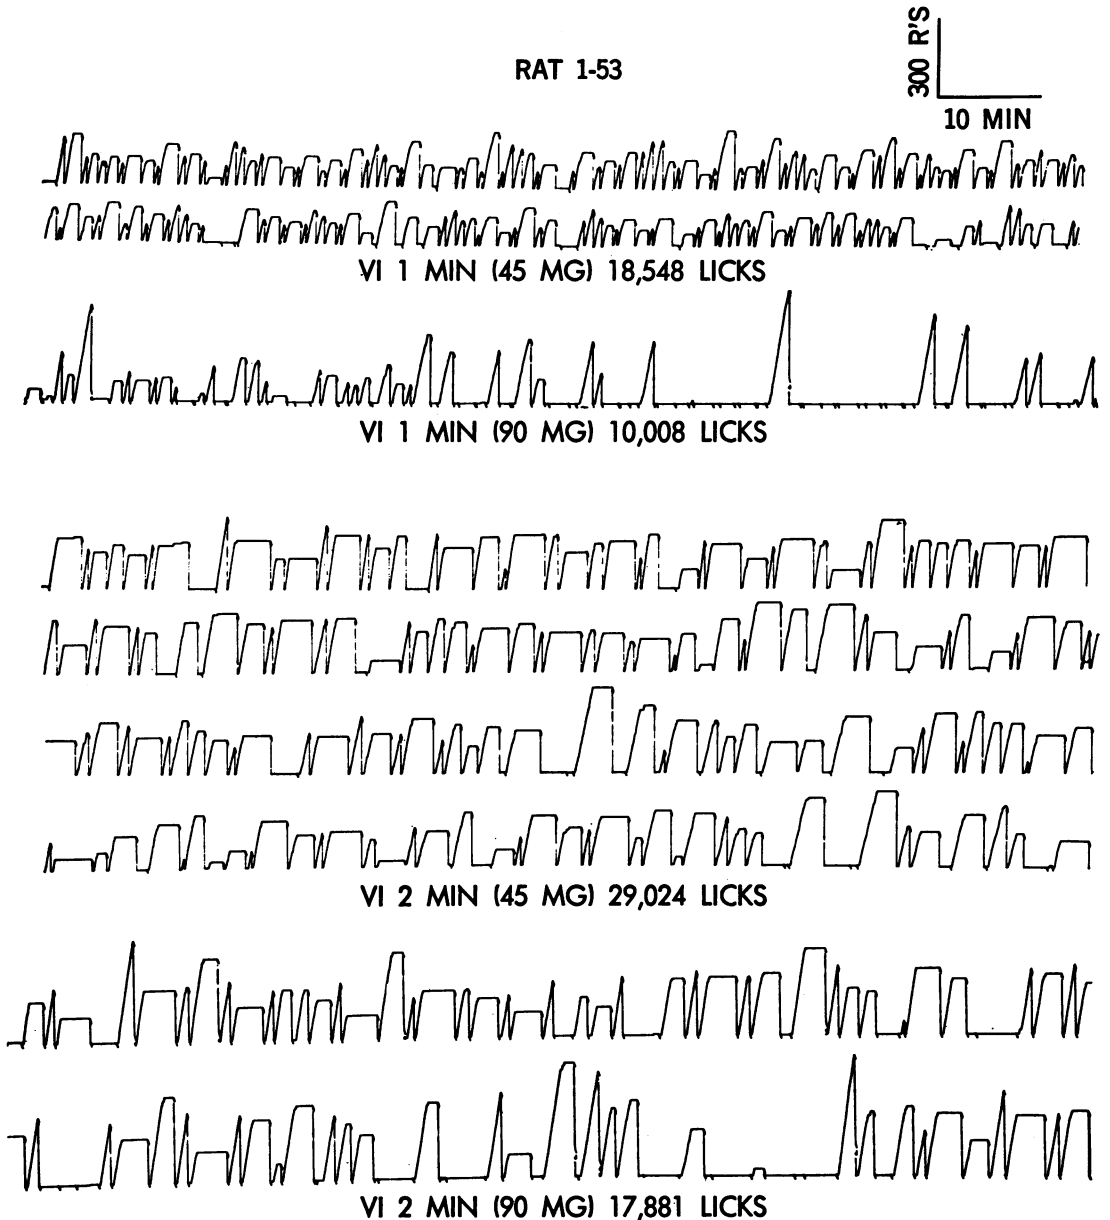 300 R'S
RAT 1-53
10 MIN
VI 1 MIN (45 MG) 18,548 LICKS
VI 1 MIN (90 MG) 10,008 LICKS
VI 2 MIN (45 MG) 29,024 LICKS
VI 2 MIN (90 MG) 17,881 LICKS